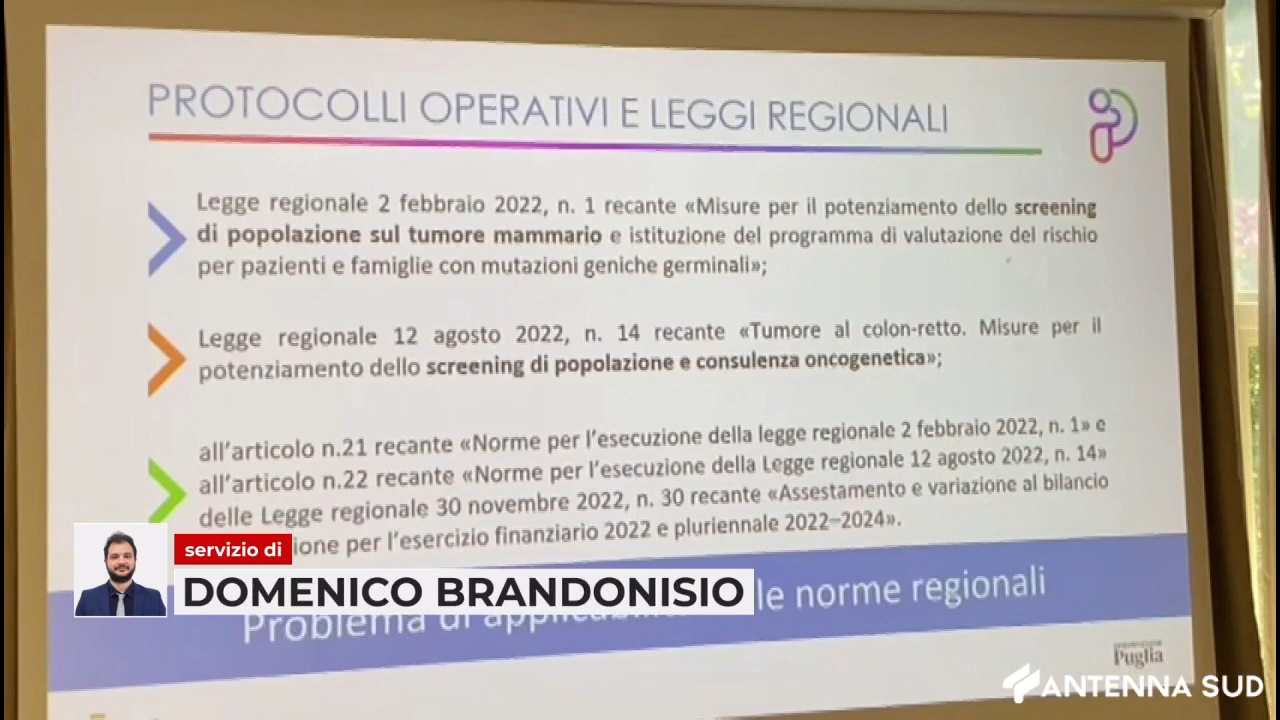 PROTOCOLLI OPERATIVI E LEGGI REGIONALI
Legge regionale 2 febbraio 2022, n. 1 recante «Misure per il potenziamento dello screening
di popolazione sul tumore mammario e istituzione del programma di valutazione del rischio
per pazienti e famiglie con mutazioni geniche germinali»;
Legge regionale 12 agosto 2022, n. 14 recante «Tumore al colon-retto. Misure per il
potenziamento dello screening di popolazione e consulenza oncogenetica»;
all'articolo n.21 recante «Norme per l'esecuzione della legge regionale 2 febbraio 2022, n. 1» e
all'articolo n.22 recante «Norme per l'esecuzione della Legge regionale 12 agosto 2022, n. 14»
delle Legge regionale 30 novembre 2022, n. 30 recante «Assestamento e variazione al bilancio
ione per l'esercizio finanziario 2022 e pluriennale 2022–2024».
servizio di
DOMENICO BRANDONISIO
Problema di le norme regionali
Puglia
ANTENNA SUD